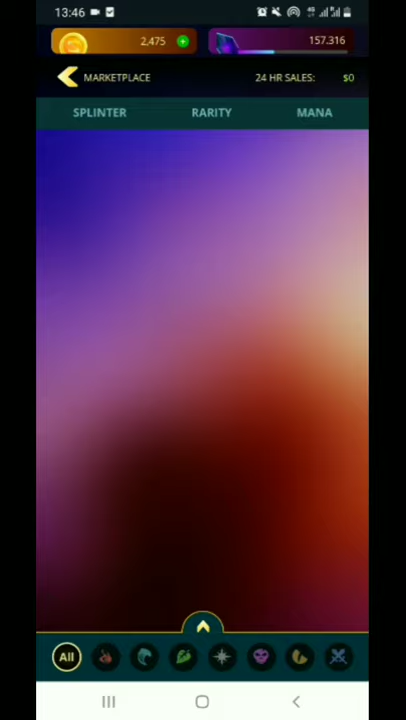 13:46
2,475
157.316
MARKETPLACE
24 HR SALES: $0
SPLINTER RARITY MANA
All